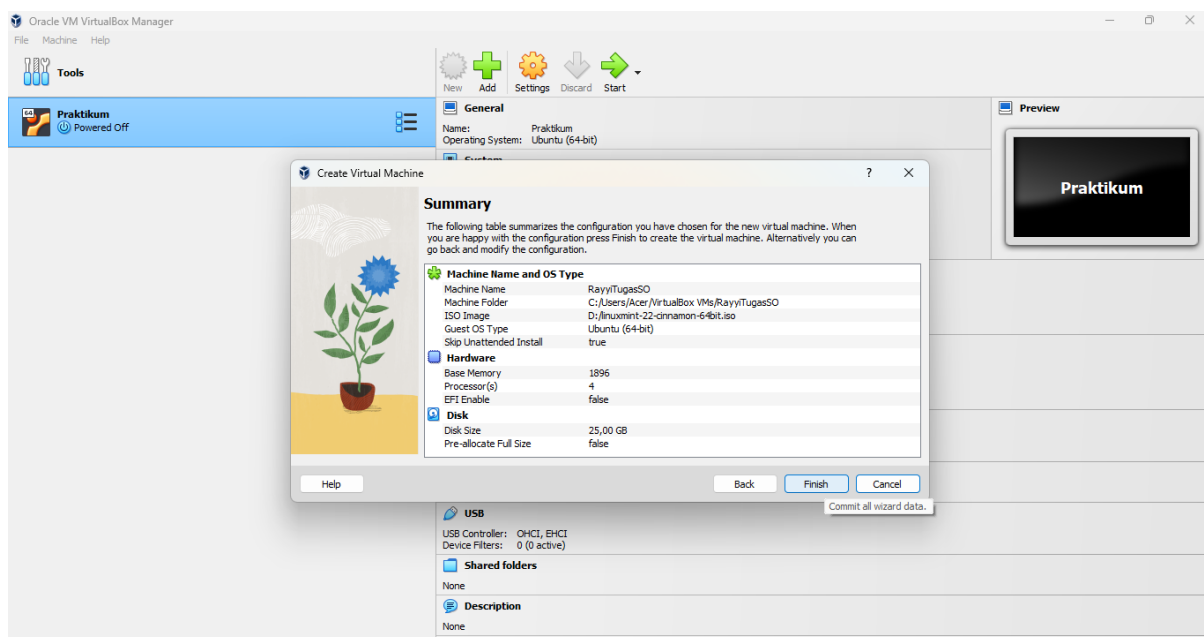 Oracle VM VirtualBox Manager
File Machine Help
Tools
New Add Settings Discard Start
64
Praktikum
Powered Off
General
Name: Praktikum
Operating System: Ubuntu (64-bit)
Preview
Praktikum
System
Create Virtual Machine ?
Summary
The following table summarizes the configuration you have chosen for the new virtual machine. When
you are happy with the configuration press Finish to create the virtual machine. Alternatively you can
go back and modify the configuration.
Machine Name and OS Type
Machine Name RayyiTugasSO
Machine Folder C:/Users/Acer/VirtualBox VMs/RayyiTugasSO
ISO Image D:/linuxmint-22-cinnamon-64bit.iso
Guest OS Type Ubuntu (64-bit)
Skip Unattended Install true
Hardware
Base Memory 1896
Processor(s) 4
EFI Enable false
Disk
Disk Size 25,00 GB
Pre-allocate Full Size false
Help Back Finish Cancel
Commit all wizard data.
USB
USB Controller: OHCI, EHCI
Device Filters: 0 (0 active)
Shared folders
None
Description
None